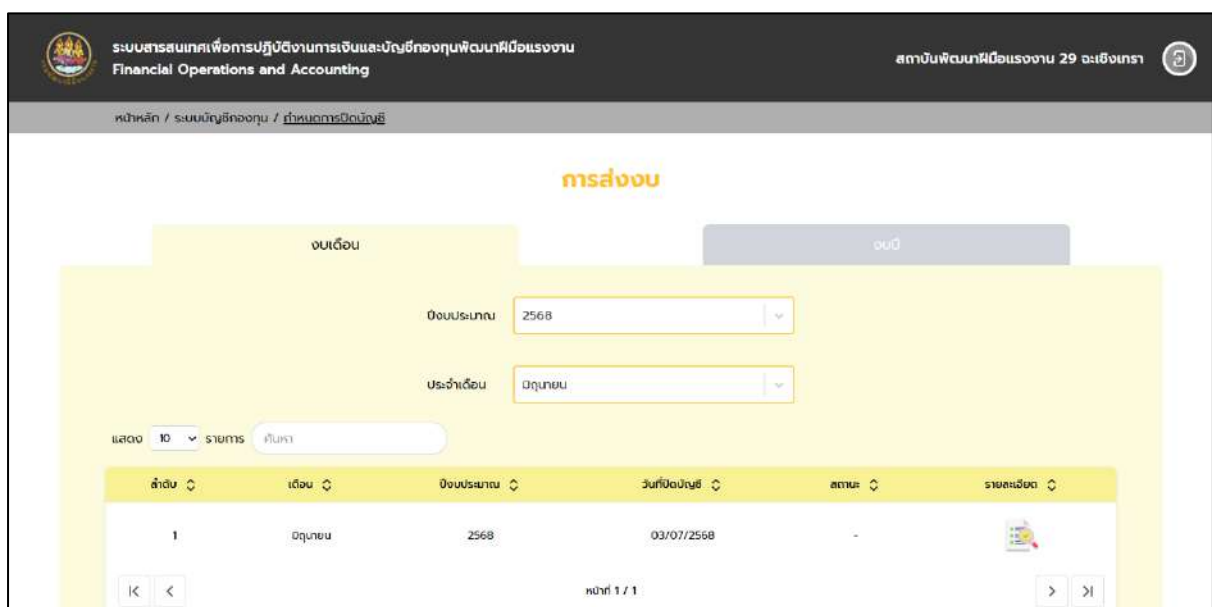 ระบบสารสนเทศเพื่อการปฏิบัติงานการเงินและบัญชีกองทุนพัฒนาฝีมือแรงงาน
Financial Operations and Accounting
สถาบันพัฒนาฝีมือแรงงาน 29 ฉะเชิงเทรา
หน้าหลัก / ระบบบัญชีกองทุน / กำหนดการปิดบัญชี
การส่งงบ
งบเดือน งบปี
ปีงบประมาณ 2568
ประจำเดือน มิถุนายน
แสดง 10 รายการ ค้นหา
ลำดับ เดือน ปีงบประมาณ วันที่ปิดบัญชี สถานะ รายละเอียด
1 มิถุนายน 2568 03/07/2568 -
หน้าที่ 1 / 1